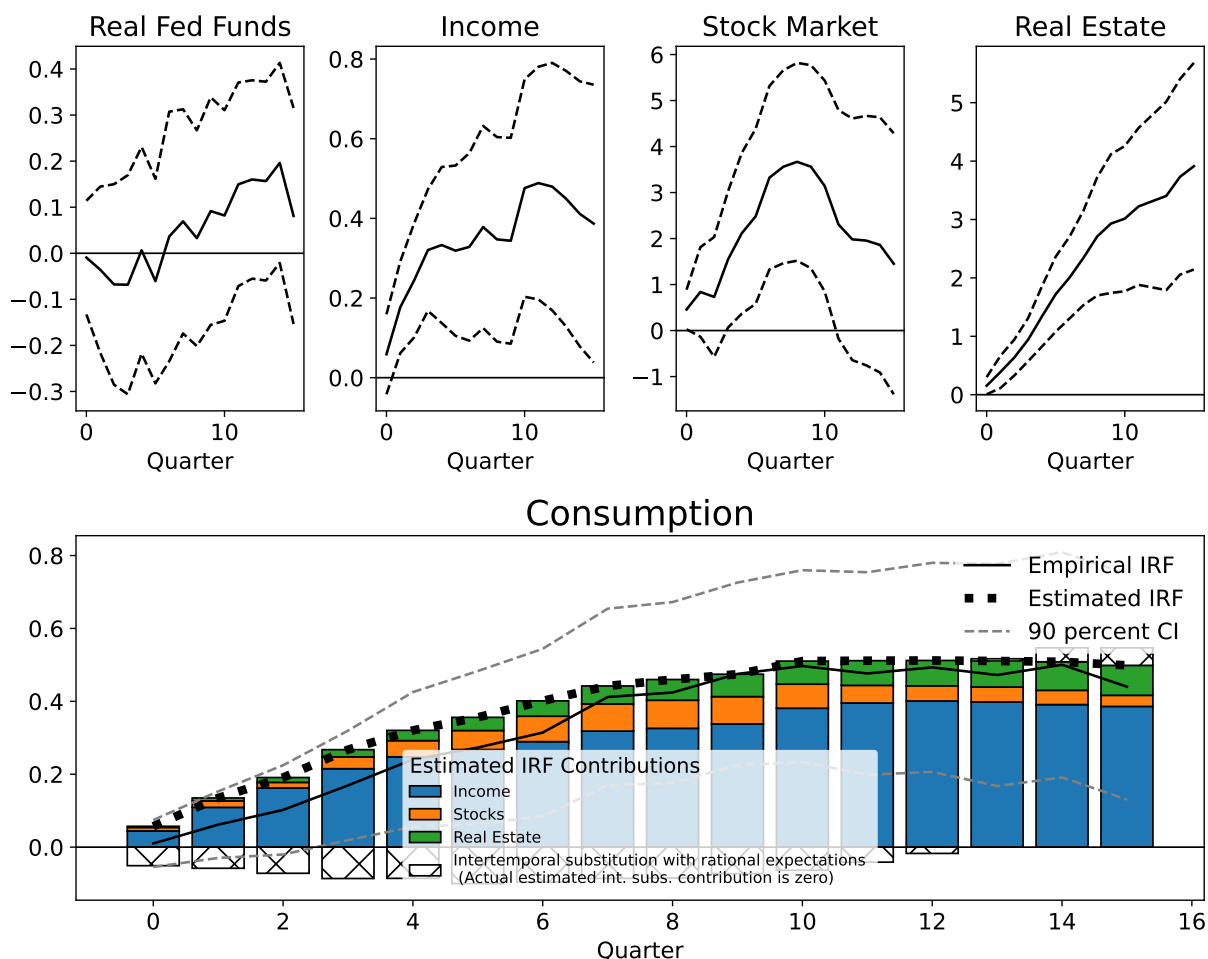 Real Fed Funds
Income
Stock Market
Real Estate
0.4
0.3
0.2
0.1
0.0
−0.1
−0.2
−0.3
0
10
Quarter
0.8
0.6
0.4
0.2
0.0
0
10
Quarter
6
5
4
3
2
1
0
−1
0
10
Quarter
5
4
3
2
1
0
0
10
Quarter
Consumption
0.8
0.6
0.4
0.2
0.0
Empirical IRF
Estimated IRF
90 percent CI
Estimated IRF Contributions
Income
Stocks
Real Estate
Intertemporal substitution with rational expectations
(Actual estimated int. subs. contribution is zero)
0
2
4
6
8
10
12
14
16
Quarter